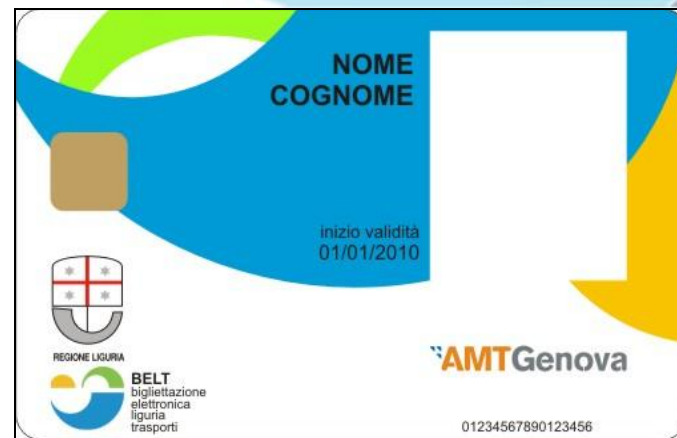 NOME
COGNOME
inizio validità
01/01/2010
REGIONE LIGURIA
BELT
bigliettazione
elettronica
liguria
trasporti
AMTGenova
01234567890123456